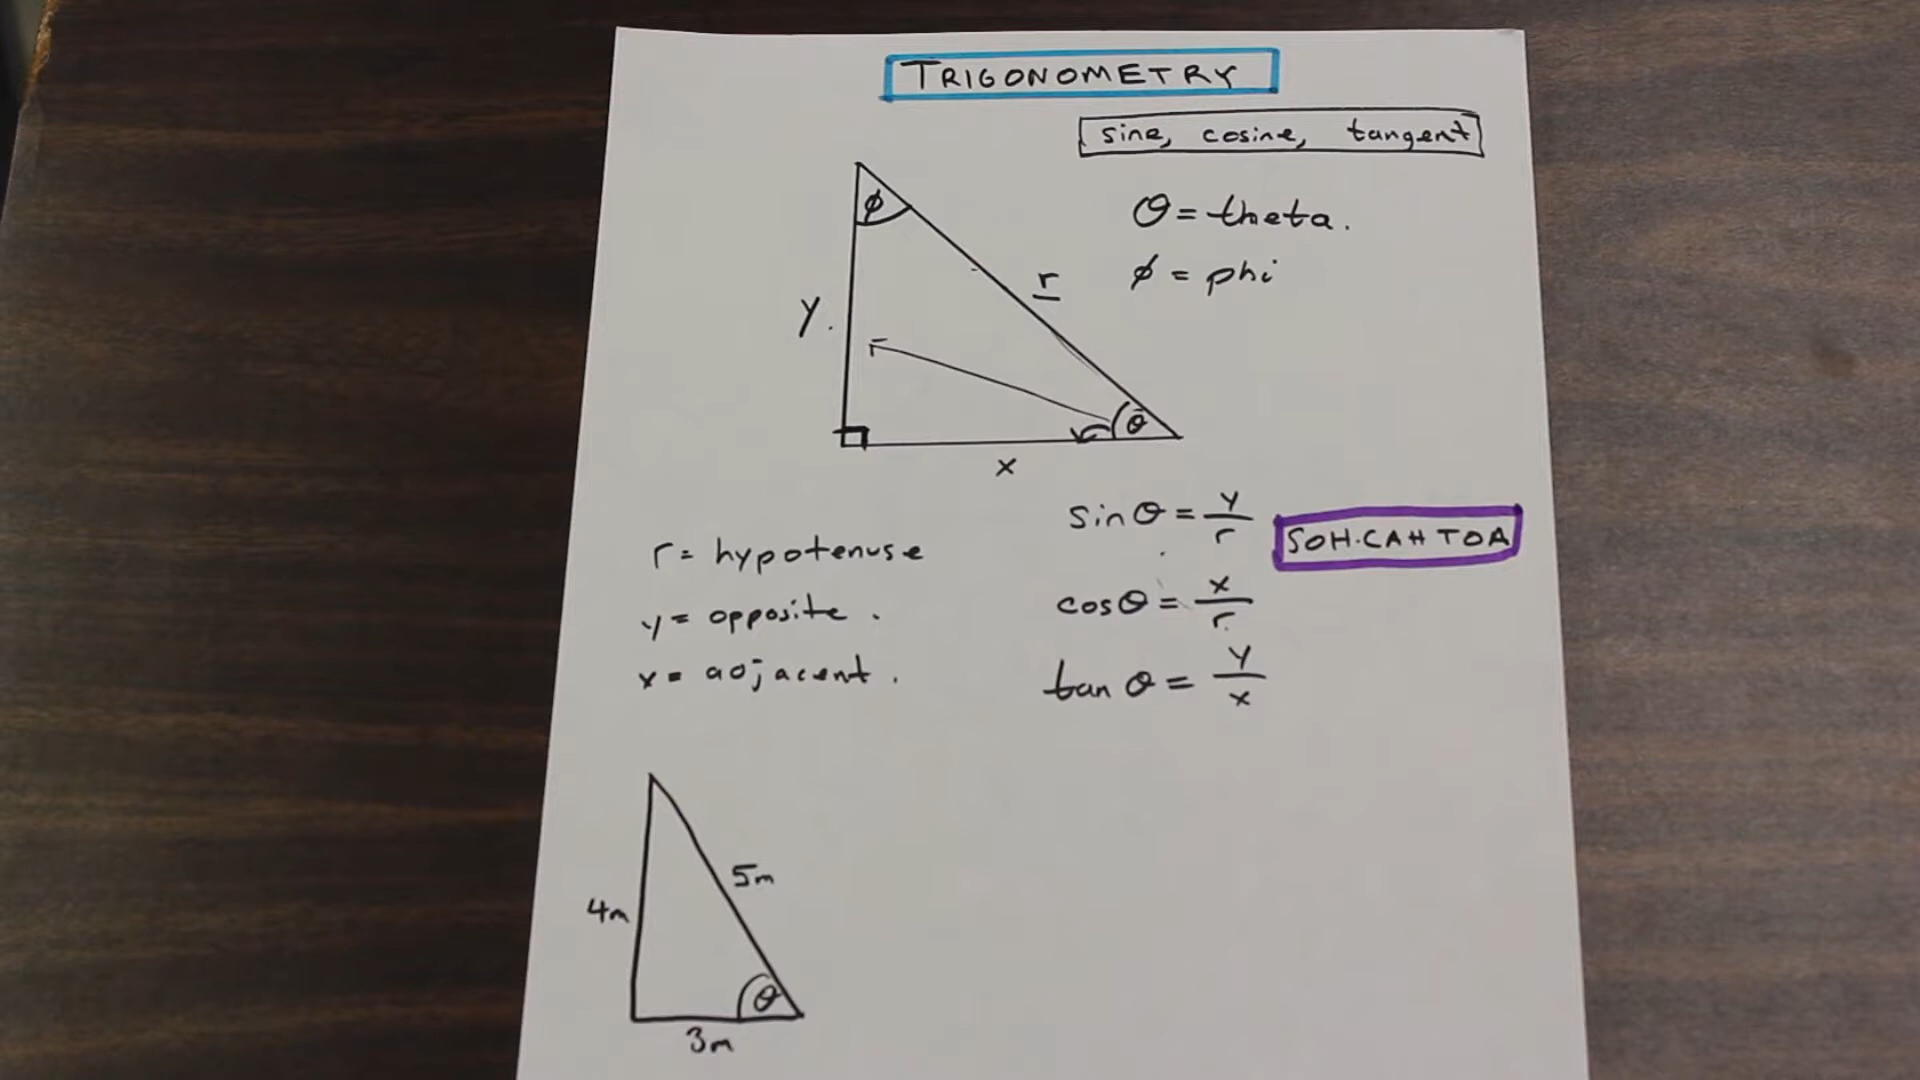 TRIGONOMETRY
sine, cosine, tangent
ϕ
θ = theta.
ϕ = phi
r
y.
θ
x
sin θ = y/r
SOH.CAH TOA
r = hypotenuse
cos θ = x/r
y = opposite.
x = adjacent.
tan θ = y/x
5m
4m
θ
3m